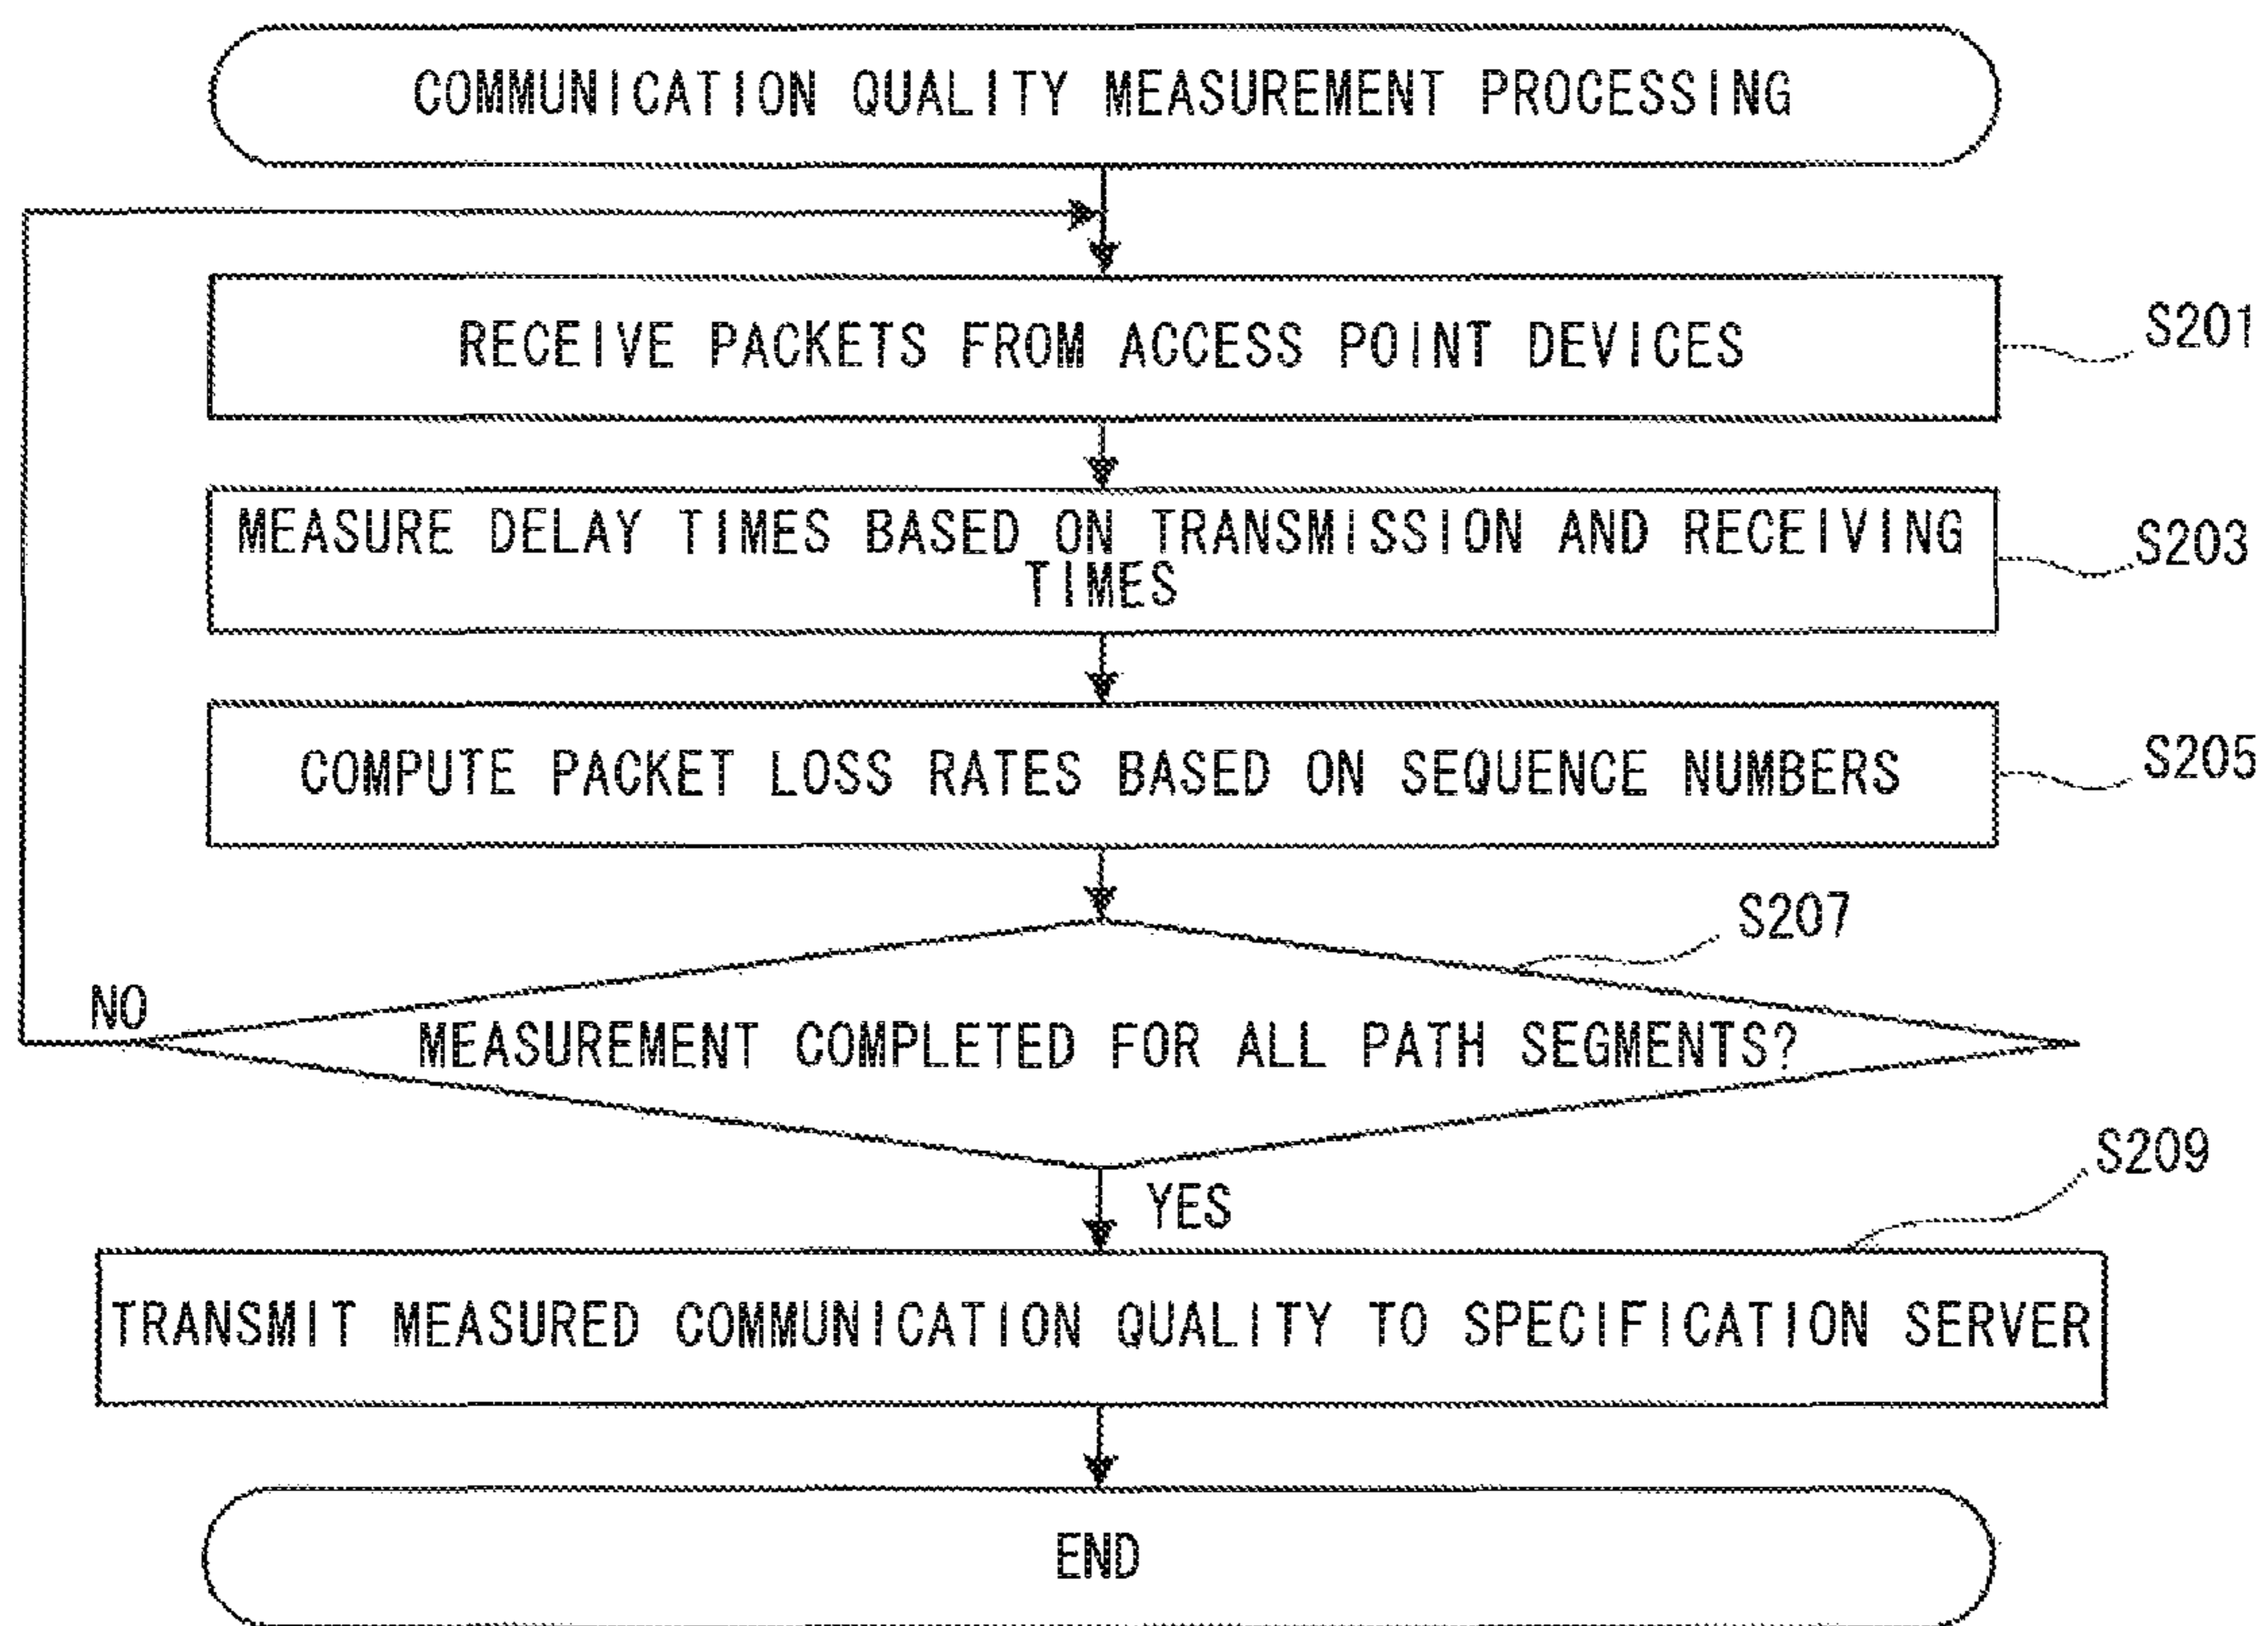 COMMUNICATION QUALITY MEASUREMENT PROCESSING
RECEIVE PACKETS FROM ACCESS POINT DEVICES
S201
MEASURE DELAY TIMES BASED ON TRANSMISSION AND RECEIVING
TIMES
S203
COMPUTE PACKET LOSS RATES BASED ON SEQUENCE NUMBERS
S205
S207
NO
MEASUREMENT COMPLETED FOR ALL PATH SEGMENTS?
YES
S209
TRANSMIT MEASURED COMMUNICATION QUALITY TO SPECIFICATION SERVER
END